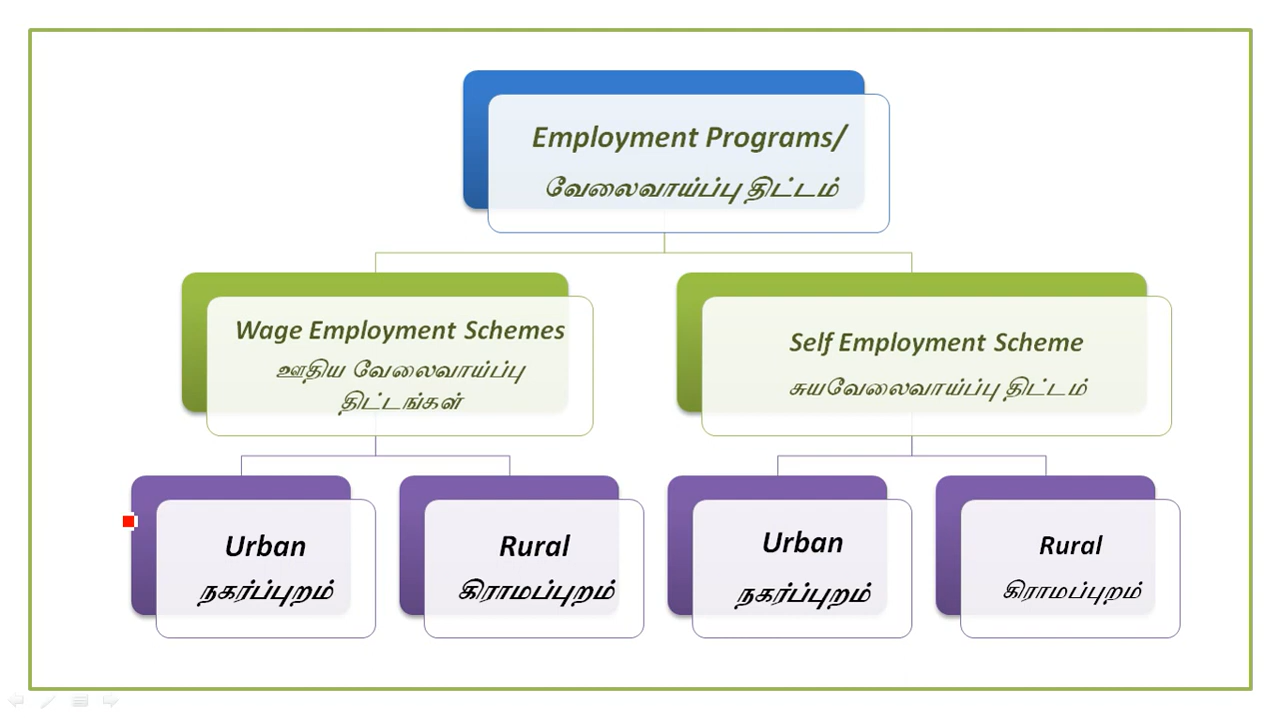 Employment Programs/
வேலைவாய்ப்பு திட்டம்
Wage Employment Schemes
ஊதிய வேலைவாய்ப்பு
திட்டங்கள்
Self Employment Scheme
சுயவேலைவாய்ப்பு திட்டம்
Urban
நகர்ப்புறம்
Rural
கிராமப்புறம்
Urban
நகர்ப்புறம்
Rural
கிராமப்புறம்